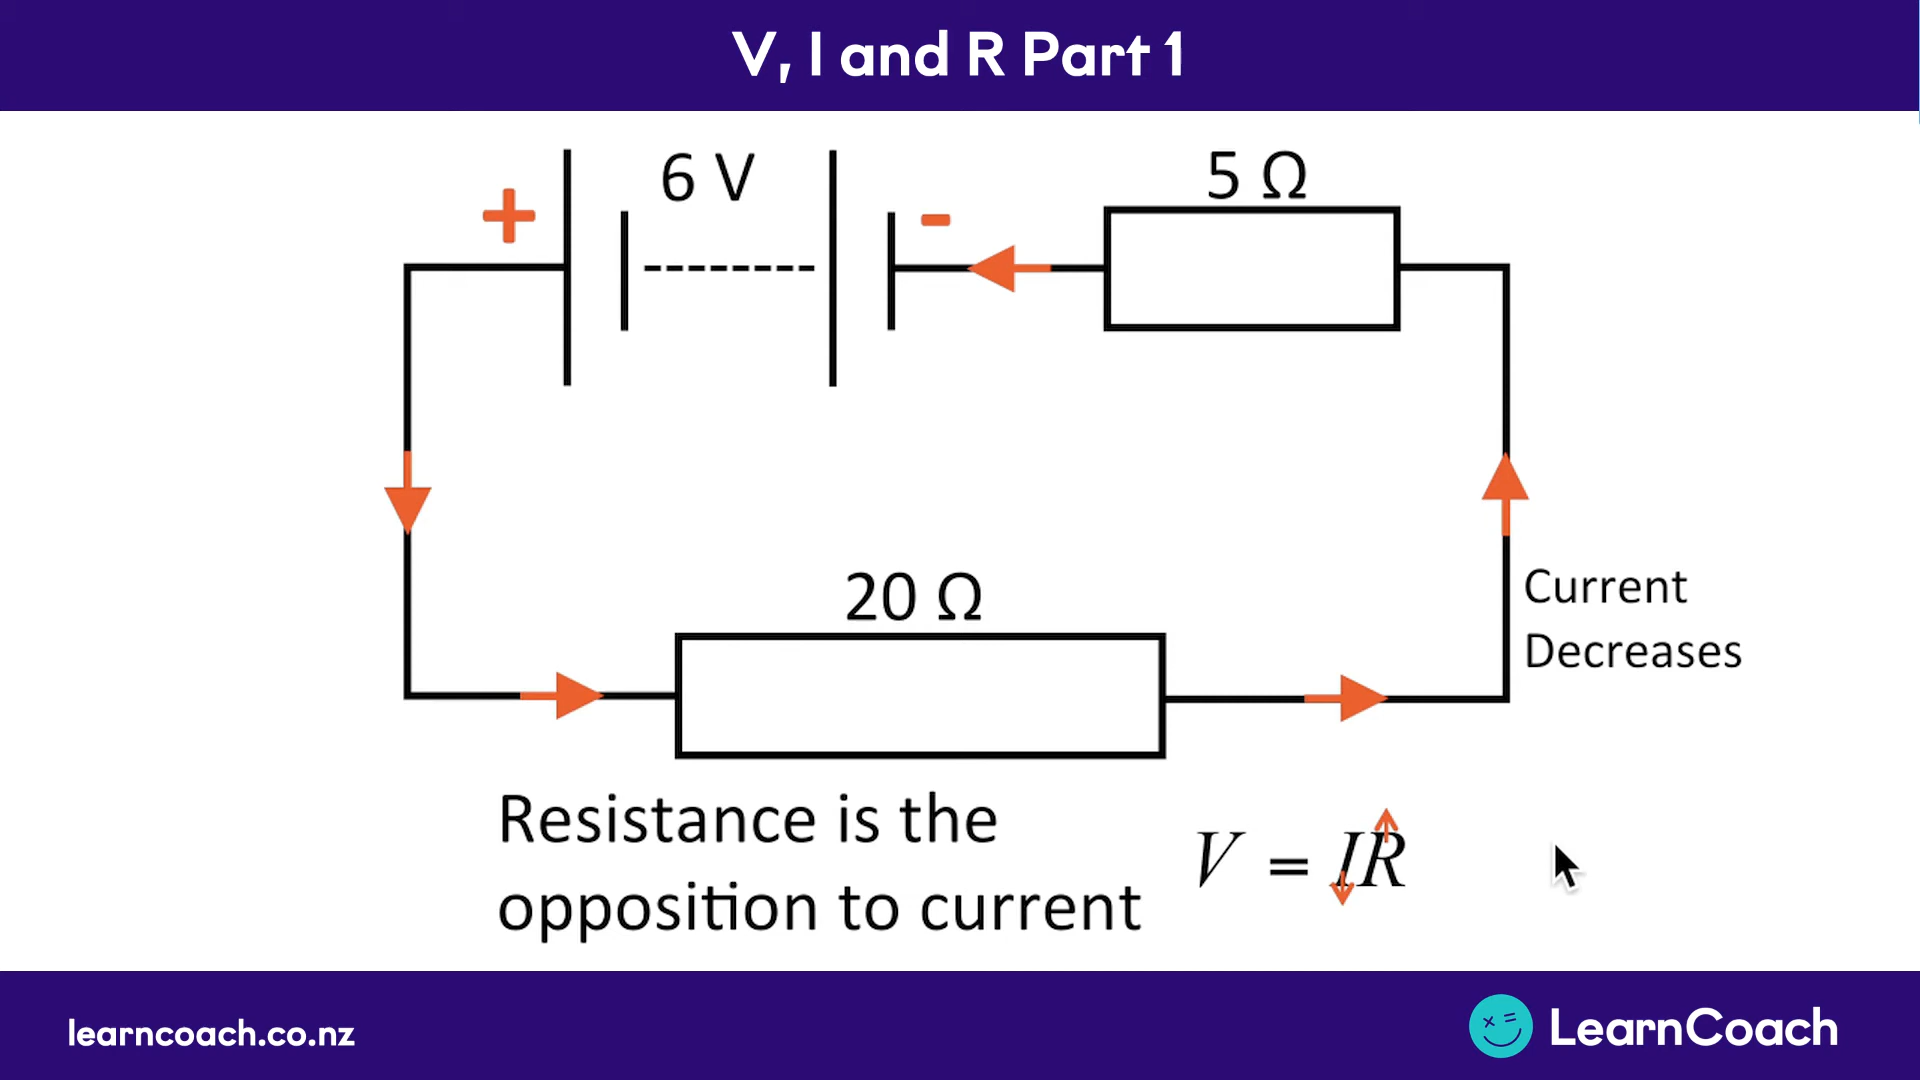 V, I and R Part 1
6 V
5 Ω
+
-
20 Ω
Current
Decreases
Resistance is the
opposition to current
V = IR
learncoach.co.nz
LearnCoach